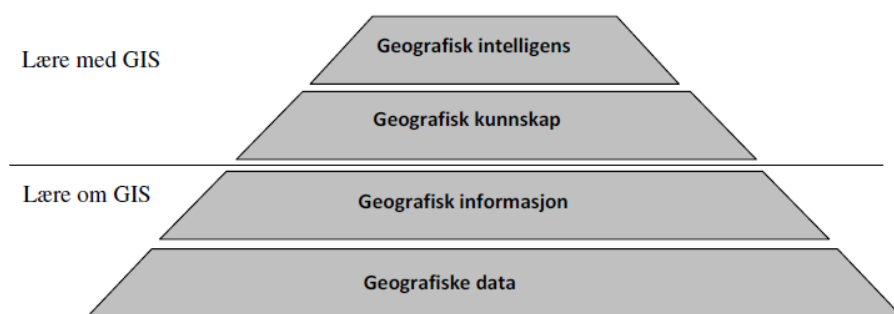 Geografisk intelligens
Lære med GIS
Geografisk kunnskap
Lære om GIS
Geografisk informasjon
Geografiske data